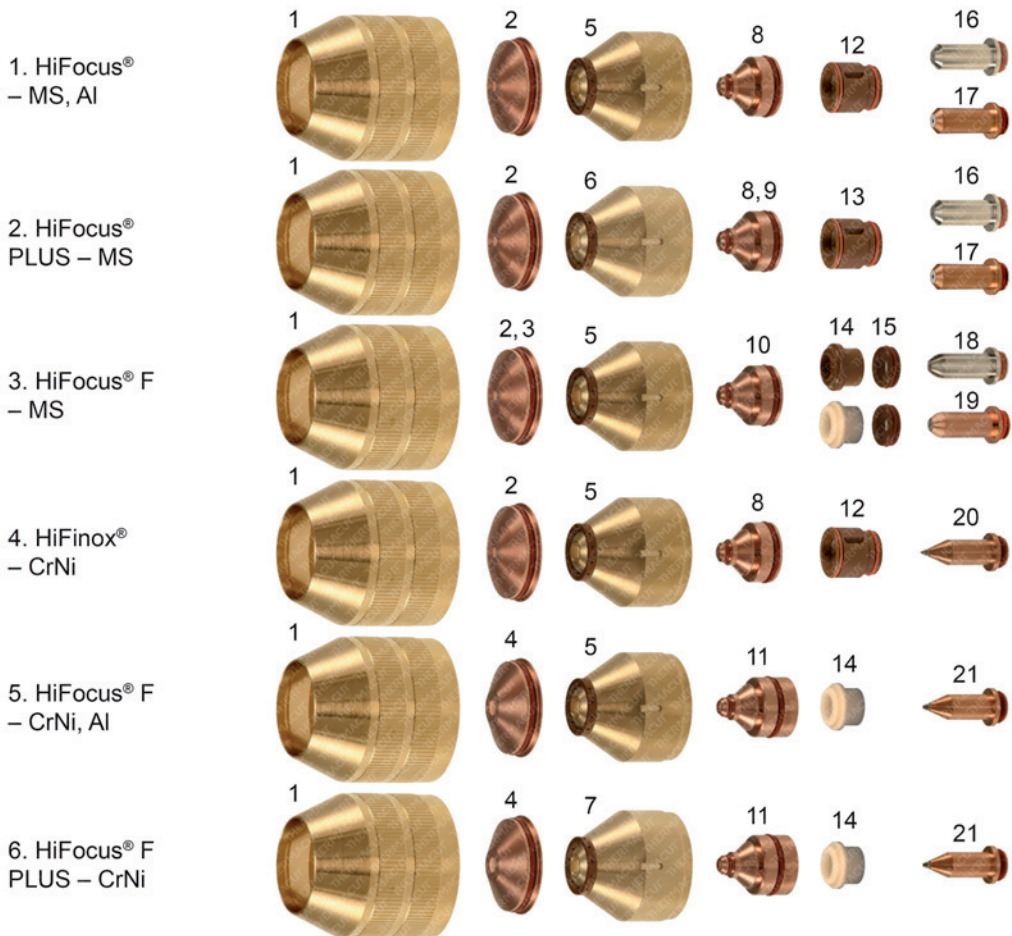 1 2 5 8 12 16
1. HiFocus®
– MS, Al
17
1 2 6 8, 9 13 16
2. HiFocus®
PLUS – MS
17
1 2, 3 5 10 14 15 18
3. HiFocus® F
– MS
19
1 2 5 8 12 20
4. HiFinox®
– CrNi
1 4 5 11 14 21
5. HiFocus® F
– CrNi, Al
1 4 7 11 14 21
6. HiFocus® F
PLUS – CrNi